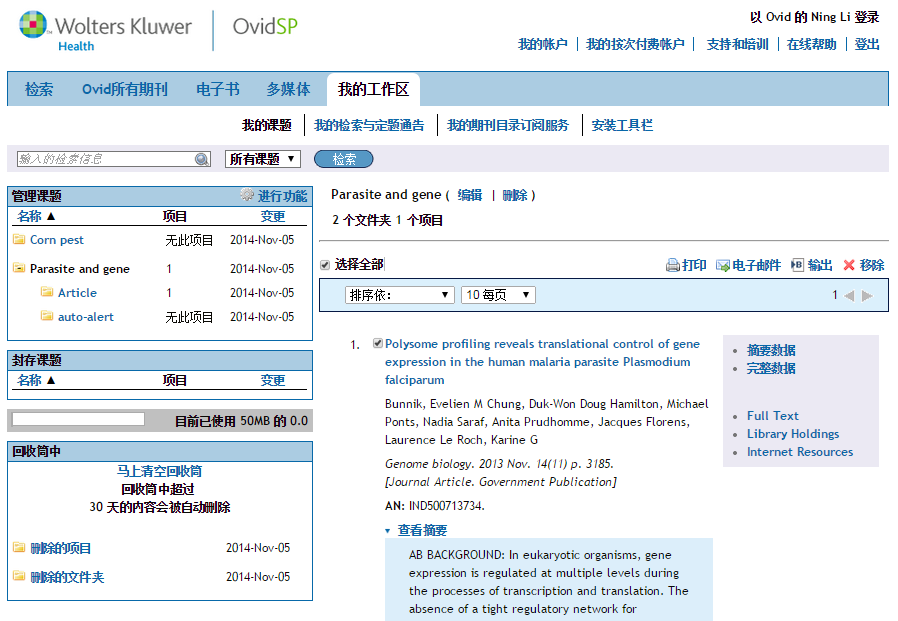 Wolters Kluwer
Health
OvidSP
以 Ovid 的 Ning Li 登录
我的帐户 | 我的按次付费帐户 | 支持和培训 | 在线帮助 | 登出
检索 Ovid所有期刊 电子书 多媒体 我的工作区
我的课题 | 我的检索与定题通告 | 我的期刊目录订阅服务 | 安装工具栏
输入的检索信息 所有课题 ▼ 检索
管理课题 进行功能
名称 ▲ 项目 变更
Corn pest 无此项目 2014-Nov-05
Parasite and gene 1 2014-Nov-05
Article 1 2014-Nov-05
auto-alert 无此项目 2014-Nov-05
封存课题
名称 ▲ 项目 变更
目前已使用 50MB 的 0.0
回收筒中
马上清空回收筒
回收筒中超过
30 天的内容会被自动删除
删除的项目 2014-Nov-05
删除的文件夹 2014-Nov-05
Parasite and gene ( 编辑 | 删除 )
2 个文件夹 1 个项目
选择全部 打印 电子邮件 输出 移除
排序依: ▼ 10 每页 ▼ 1 ◀ ▶
1. Polysome profiling reveals translational control of gene
expression in the human malaria parasite Plasmodium
falciparum
Bunnik, Evelien M Chung, Duk-Won Doug Hamilton, Michael
Ponts, Nadia Saraf, Anita Prudhomme, Jacques Florens,
Laurence Le Roch, Karine G
Genome biology. 2013 Nov. 14(11) p. 3185.
[Journal Article. Government Publication]
AN: IND500713734.
▼ 查看摘要
AB BACKGROUND: In eukaryotic organisms, gene
expression is regulated at multiple levels during
the processes of transcription and translation. The
absence of a tight regulatory network for
• 摘要数据
• 完整数据
• Full Text
• Library Holdings
• Internet Resources